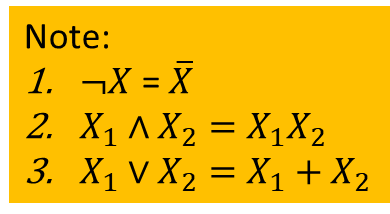 Note:
1. ¬X = X̄
2. X₁ ∧ X₂ = X₁X₂
3. X₁ ∨ X₂ = X₁ + X₂